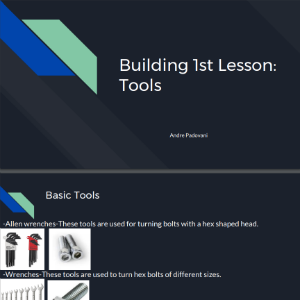 Building 1st Lesson:
Tools
Andre Padovani
Basic Tools
-Allen wrenches-These tools are used for turning bolts with a hex shaped head.
-Wrenches-These tools are used to turn hex bolts of different sizes.